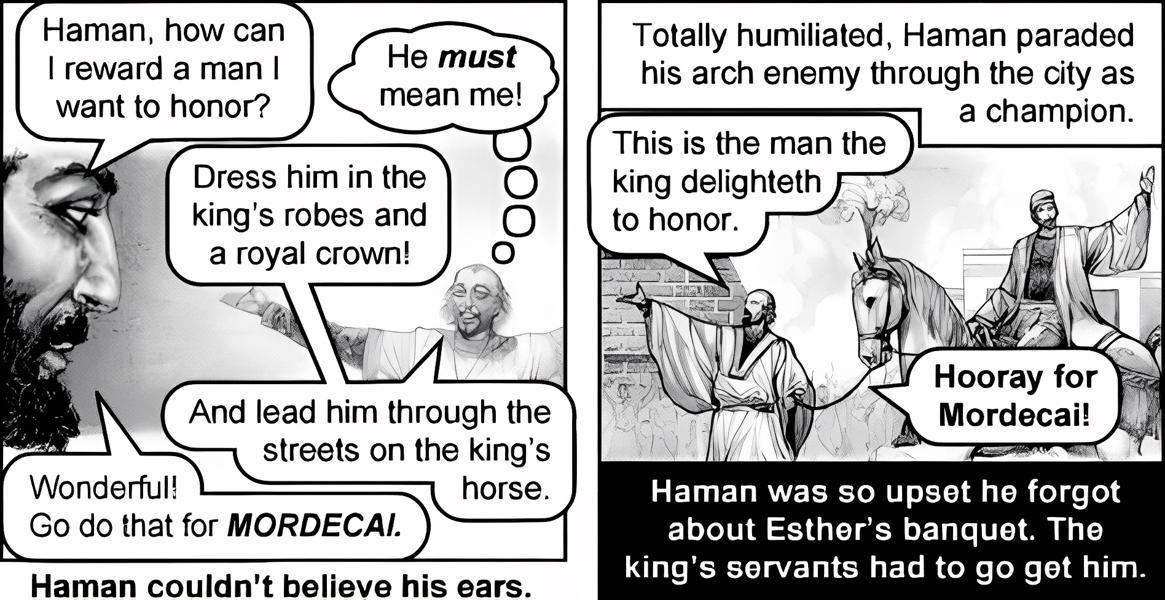 Haman, how can
I reward a man I
want to honor?
He must
mean me!
Dress him in the
king's robes and
a royal crown!
And lead him through the
streets on the king's
horse.
Wonderful!
Go do that for MORDECAI.
Haman couldn't believe his ears.
Totally humiliated, Haman paraded
his arch enemy through the city as
a champion.
This is the man the
king delighteth
to honor.
Hooray for
Mordecai!
Haman was so upset he forgot
about Esther's banquet. The
king's servants had to go get him.